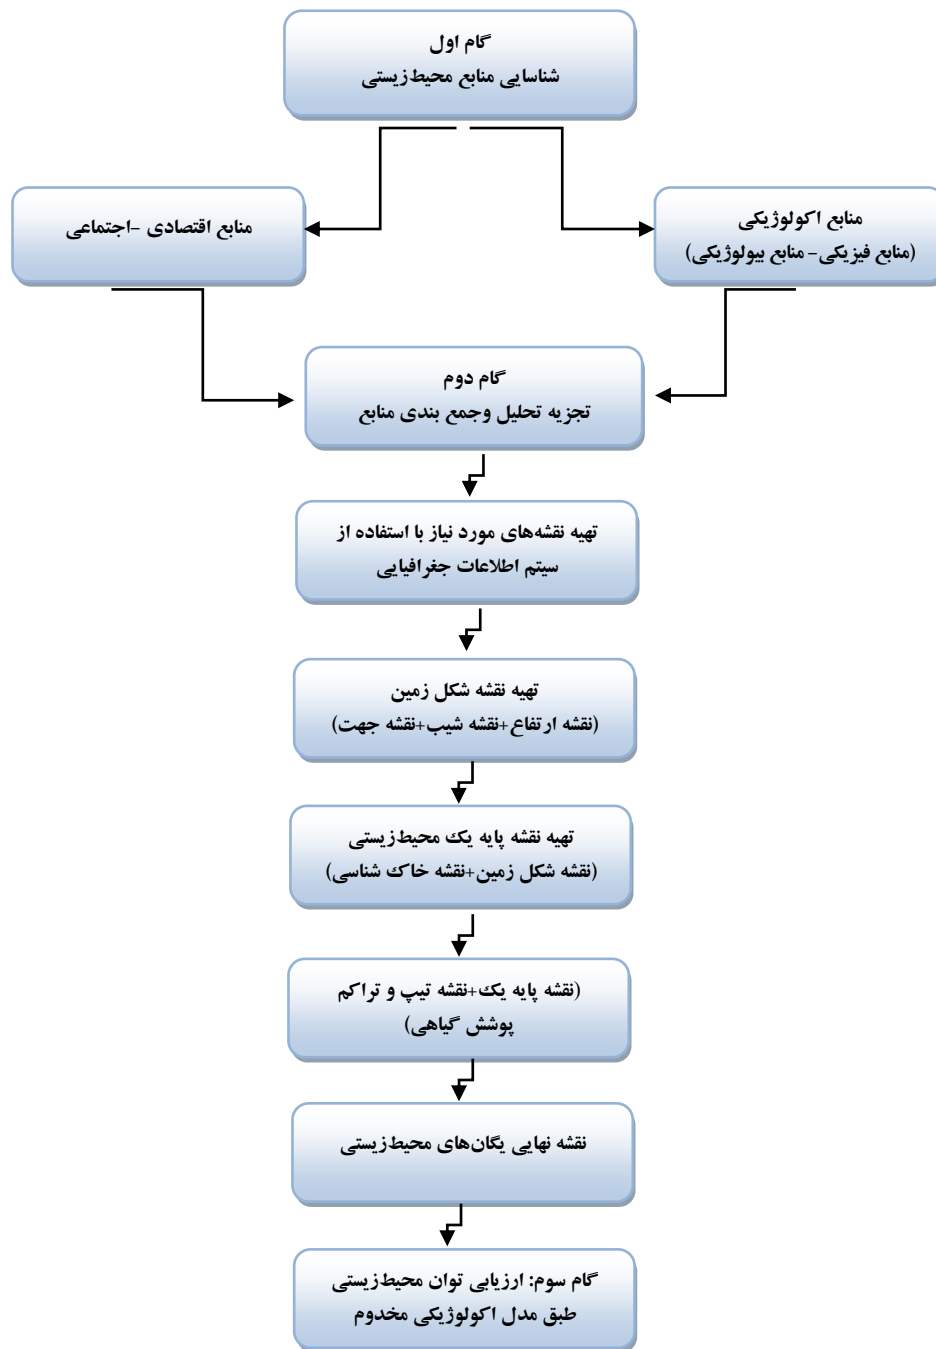 گام اول
شناسایی منابع محیط‌زیستی
منابع اکولوژیکی
(منابع فیزیکی- منابع بیولوژیکی)
منابع اقتصادی -اجتماعی
گام دوم
تجزیه تحلیل وجمع بندی منابع
تهیه نقشه‌های مورد نیاز با استفاده از
سیتم اطلاعات جغرافیایی
تهیه نقشه شکل زمین
(نقشه ارتفاع+نقشه شیب+نقشه جهت)
تهیه نقشه پایه یک محیط‌زیستی
(نقشه شکل زمین+نقشه خاک شناسی)
(نقشه پایه یک+نقشه تیپ و تراکم
پوشش گیاهی)
نقشه نهایی یگان‌های محیط‌زیستی
گام سوم: ارزیابی توان محیط‌زیستی
طبق مدل اکولوژیکی مخدوم